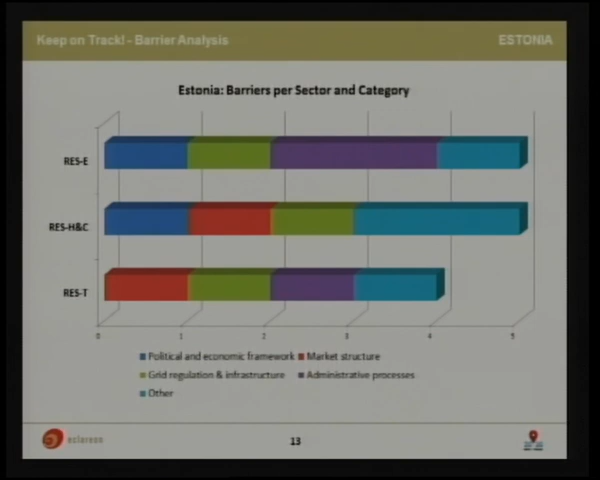 Keep on Track! - Barrier Analysis
ESTONIA
Estonia: Barriers per Sector and Category
RES-E
RES-H&C
RES-T
0 1 2 3 4 5
Political and economic framework Market structure
Grid regulation & infrastructure Administrative processes
Other
eclareon
13